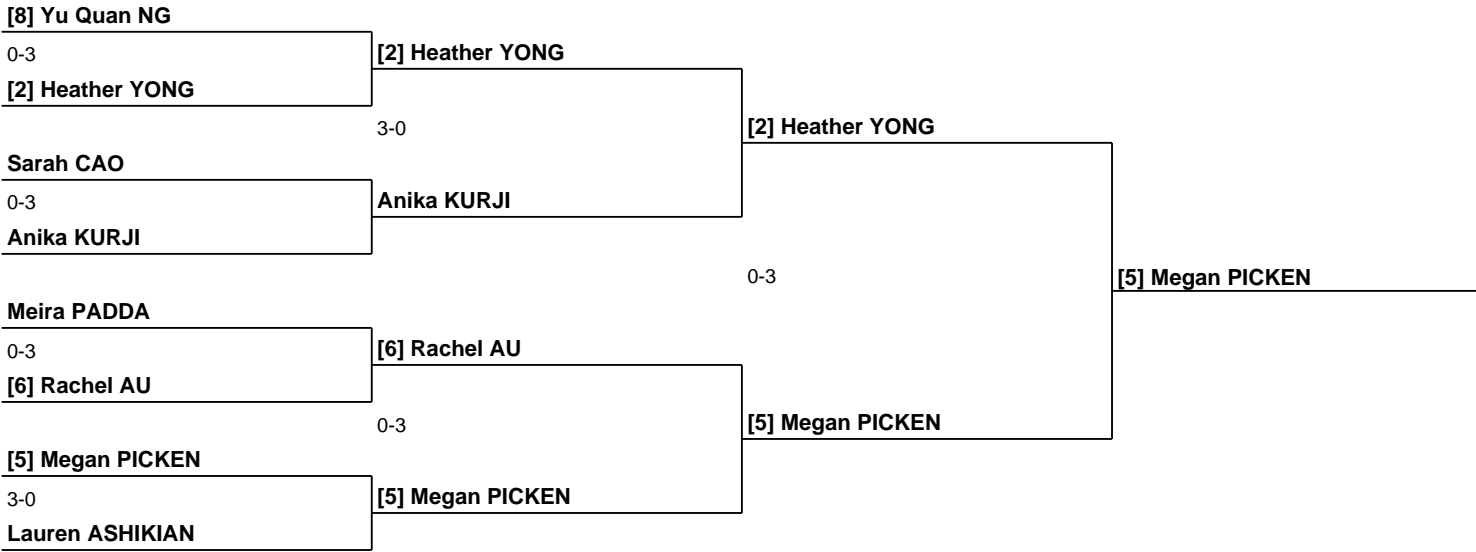 [8] Yu Quan NG
0-3
[2] Heather YONG
Sarah CAO
0-3
Anika KURJI
Meira PADDA
0-3
[6] Rachel AU
[5] Megan PICKEN
3-0
Lauren ASHIKIAN
[2] Heather YONG
3-0
Anika KURJI
[6] Rachel AU
0-3
[5] Megan PICKEN
[2] Heather YONG
0-3
[5] Megan PICKEN
[5] Megan PICKEN